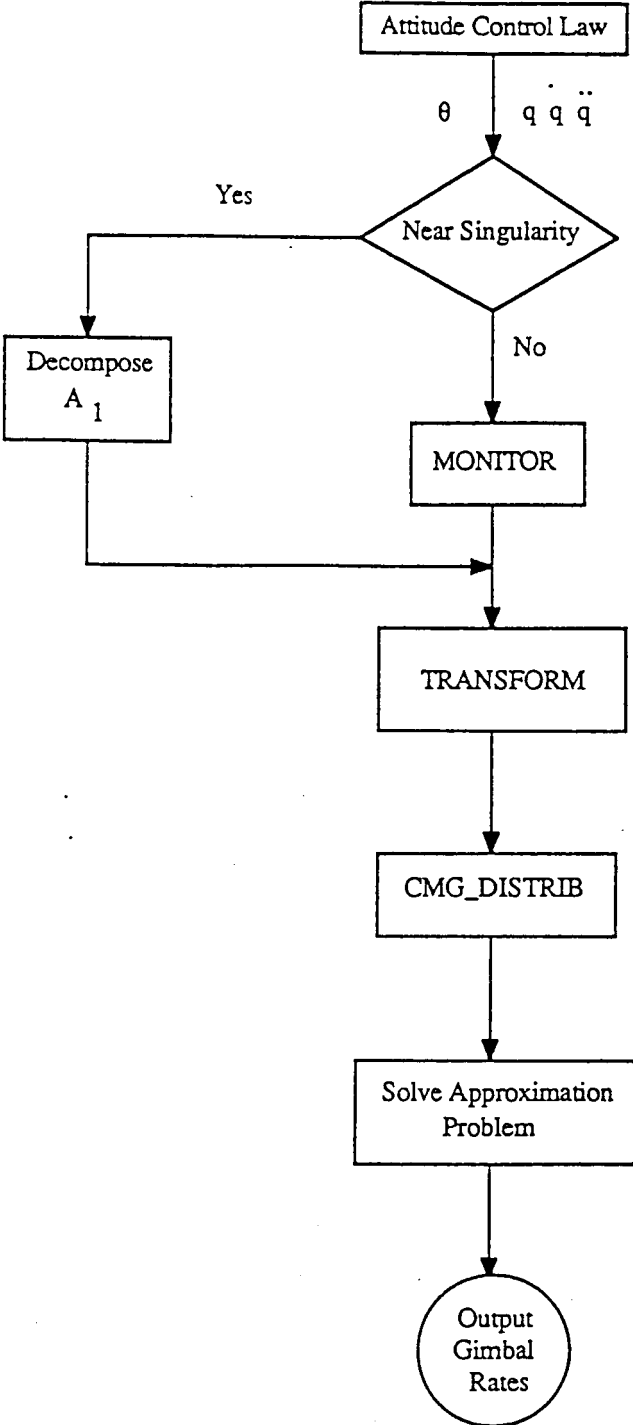 Attitude Control Law
θ q q̇ q̈
Yes
Near Singularity
No
Decompose
A 1
MONITOR
TRANSFORM
CMG_DISTRIB
Solve Approximation
Problem
Output
Gimbal
Rates